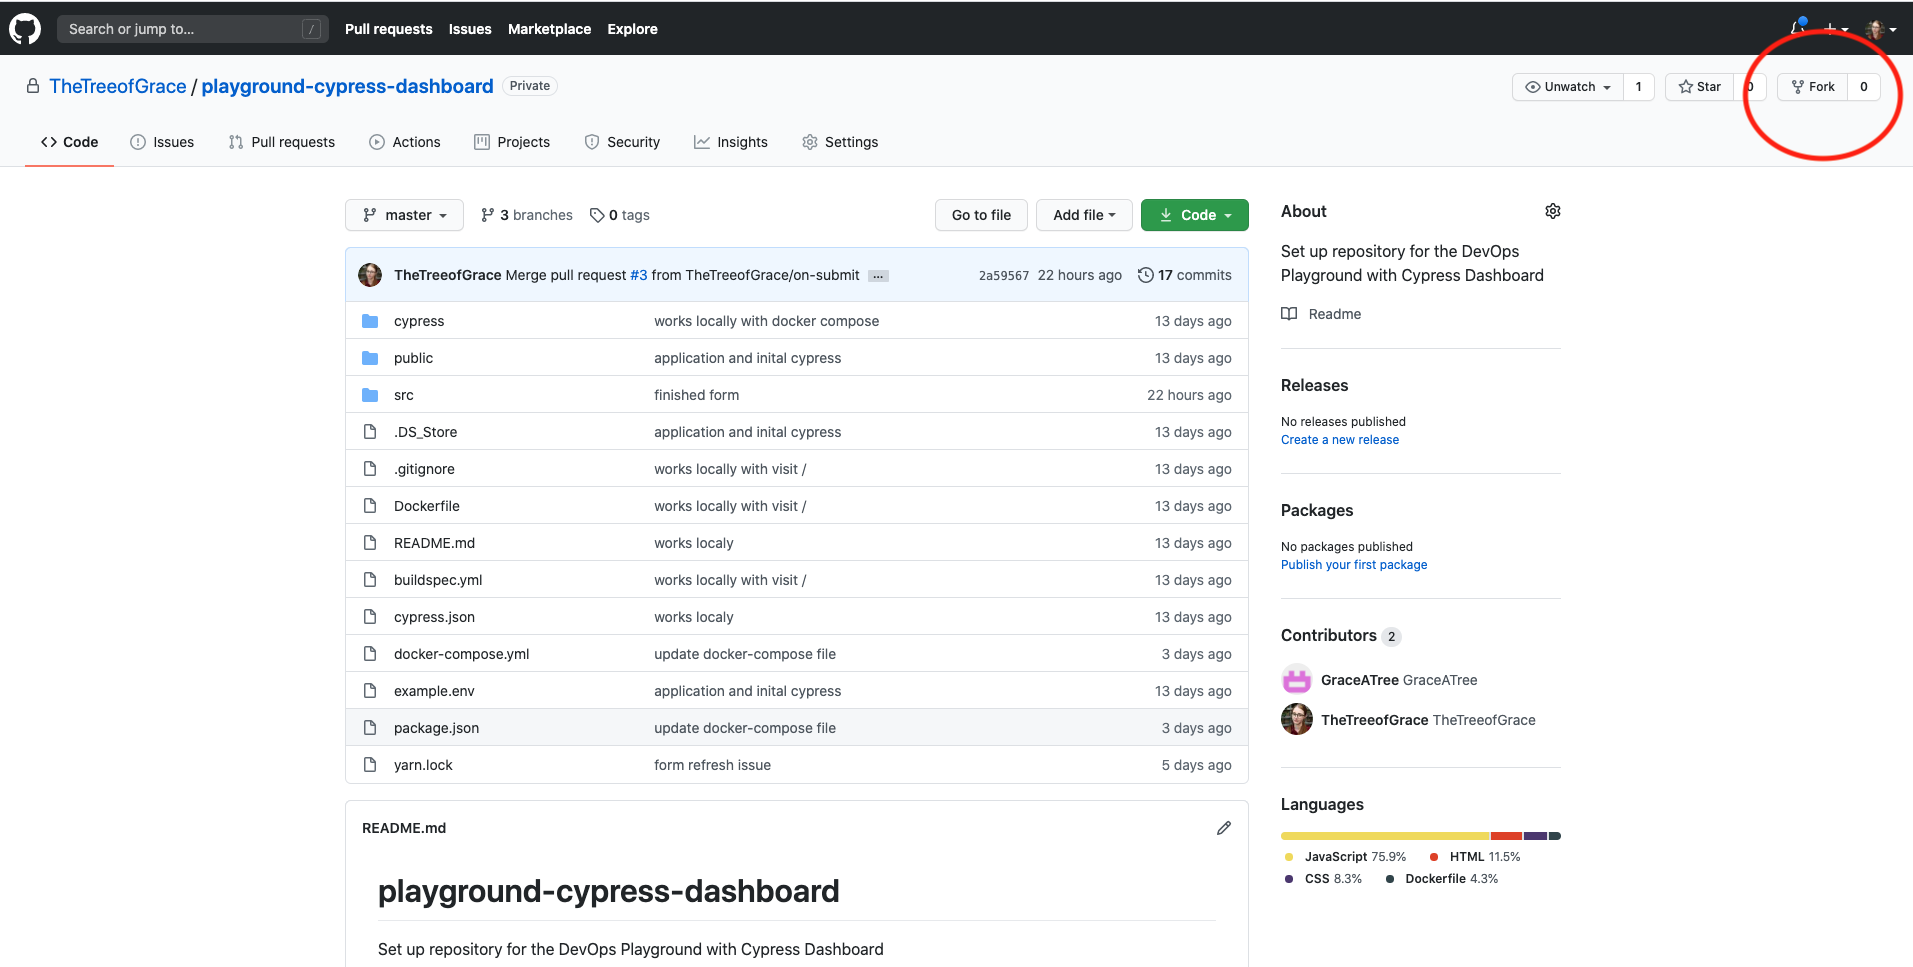 Search or jump to... /
Pull requests Issues Marketplace Explore
TheTreeofGrace / playground-cypress-dashboard Private
Unwatch 1 Star 0 Fork 0
Code Issues Pull requests Actions Projects Security Insights Settings
master 3 branches 0 tags Go to file Add file Code
TheTreeofGrace Merge pull request #3 from TheTreeofGrace/on-submit ... 2a59567 22 hours ago 17 commits
cypress works locally with docker compose 13 days ago
public application and inital cypress 13 days ago
src finished form 22 hours ago
.DS_Store application and inital cypress 13 days ago
.gitignore works locally with visit / 13 days ago
Dockerfile works locally with visit / 13 days ago
README.md works localy 13 days ago
buildspec.yml works locally with visit / 13 days ago
cypress.json works localy 13 days ago
docker-compose.yml update docker-compose file 3 days ago
example.env application and inital cypress 13 days ago
package.json update docker-compose file 3 days ago
yarn.lock form refresh issue 5 days ago
README.md
playground-cypress-dashboard
Set up repository for the DevOps Playground with Cypress Dashboard
About
Set up repository for the DevOps
Playground with Cypress Dashboard
Readme
Releases
No releases published
Create a new release
Packages
No packages published
Publish your first package
Contributors 2
GraceATree GraceATree
TheTreeofGrace TheTreeofGrace
Languages
JavaScript 75.9% HTML 11.5%
CSS 8.3% Dockerfile 4.3%